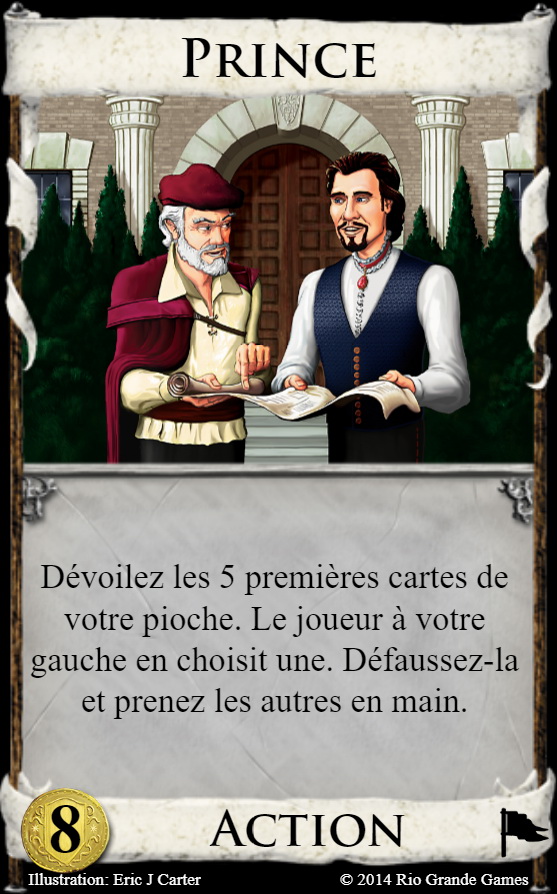 PRINCE
Dévoilez les 5 premières cartes de
votre pioche. Le joueur à votre
gauche en choisit une. Défaussez-la
et prenez les autres en main.
8
ACTION
Illustration: Eric J Carter
© 2014 Rio Grande Games